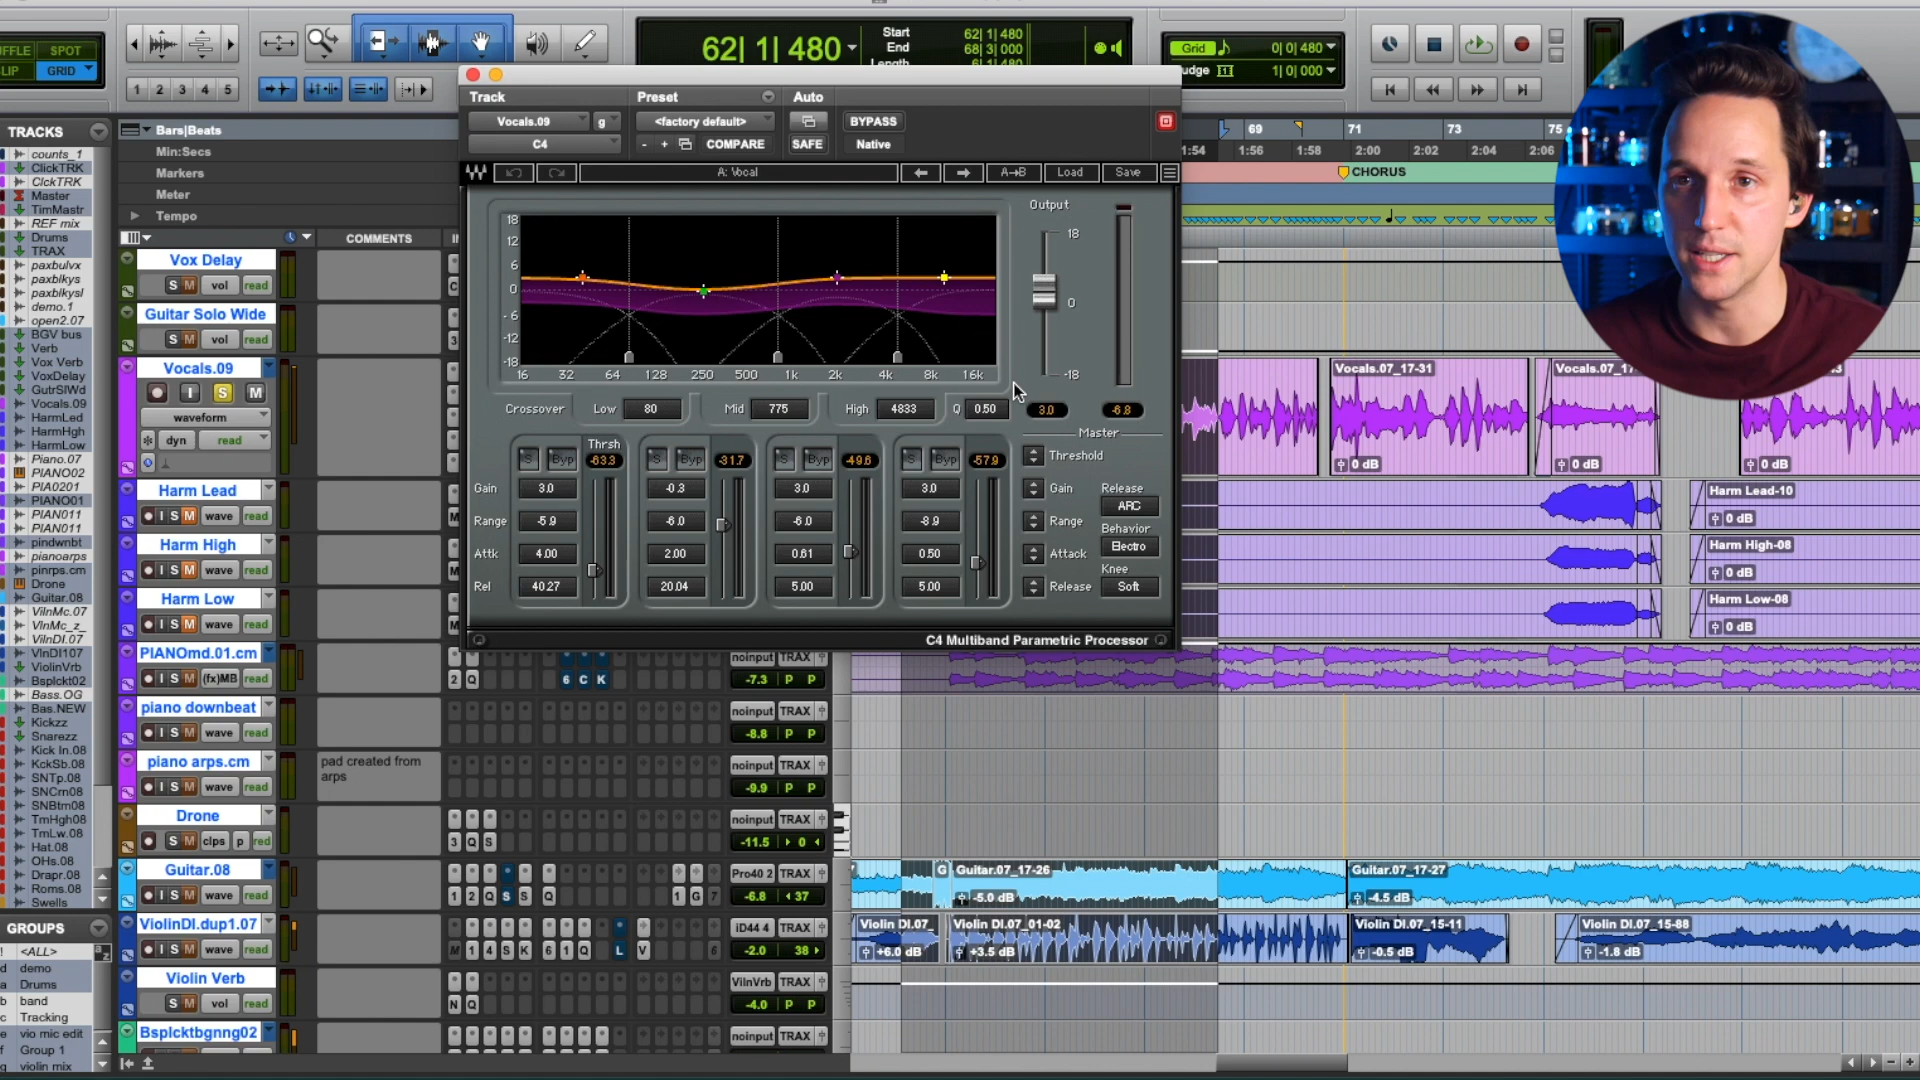 SPOT
GRID
1 2 3 4 5
62| 1| 480
Start 62| 1| 480
End 68| 3| 000
Length 6| 1| 480
Grid 0| 0| 480
1| 0| 000
Track
Preset
Auto
Vocals.09
g
<factory default>
BYPASS
C4
- +
COMPARE
SAFE
Native
A: Vocal
A→B
Load
Save
Output
18
12
6
0
-6
-12
-18
16 32 64 128 250 500 1k 2k 4k 8k 16k
18
0
-18
Crossover Low 80 Mid 775 High 4833 Q 0.50
3.0
-6.8
Master
Thrsh
S Byp -63.3 S Byp -31.7 S Byp -49.6 S Byp -57.9
Threshold
Gain 3.0 -0.3 3.0 3.0 Gain
Release
ARC
Range -5.9 -6.0 -6.0 -8.9 Range
Behavior
Electro
Attk 4.00 2.00 0.61 0.50 Attack
Knee
Soft
Rel 40.27 20.04 5.00 5.00 Release
C4 Multiband Parametric Processor
TRACKS
counts_1
ClickTRK
ClckTRK
Master
TimMastr
REF mix
Drums
TRAX
paxbulvx
paxblkys
paxblkysl
demo.1
open2.07
BGV bus
Verb
Vox Verb
VoxDelay
GutrSlWd
Vocals.09
HarmLed
HarmHgh
HarmLow
Piano.07
PIANO02
PIA0201
PIANO01
PIAN011
PIAN011
pindwnbt
pianoarps
pinrps.cm
Drone
Guitar.08
VilnMc.07
VlnMc_z_
VilnDI.07
VlnDI107
ViolinVrb
Bsplckt02
Bass.OG
Bas.NEW
Kickzz
Snarezz
Kick In.08
KckSb.08
SNTp.08
SNCrn08
SNBtm08
TmHgh08
TmLw.08
Hat.08
OHs.08
Drapr.08
Roms.08
Swells
GROUPS
<ALL>
d demo
a Drums
b band
c Tracking
e vio mic edit
f Group 1
g violin mix
Bars|Beats
Min:Secs
Markers
Meter
Tempo
COMMENTS
69 71 73 75
1:54 1:56 1:58 2:00 2:02 2:04 2:06
CHORUS
Vox Delay
S M vol read
Guitar Solo Wide
S M vol read
Vocals.09
I S M
waveform
dyn read
Vocals.07_17-31
0 dB
0 dB
0 dB
Harm Lead
I S M wave read
Harm Lead-10
0 dB
Harm High
I S M wave read
Harm High-08
0 dB
Harm Low
I S M wave read
Harm Low-08
0 dB
PIANOmd.01.cm
I S M (fx)MB read
2 Q 6 C K
noinput TRAX
-7.3 P P
piano downbeat
I S M wave read
noinput TRAX
-8.8 P P
piano arps.cm
I S M wave read
pad created from
arps
noinput TRAX
-9.9 P P
Drone
S M clps p red
3 Q S
noinput TRAX
-11.5 0
Guitar.08
I S M wave read
1 2 Q S S Q 1 G 7
Pro40 2 TRAX
-6.8 37
G Guitar.07_17-26
-5.0 dB
Guitar.07_17-27
-4.5 dB
ViolinDI.dup1.07
I S M wave read
M 1 4 S K 6 1 Q L V 6
iD44 4 TRAX
-2.0 38
Violin DI.07_
+6.0 dB
Violin DI.07_01-02
+3.5 dB
Violin DI.07_15-11
-0.5 dB
Violin DI.07_15-88
-1.8 dB
Violin Verb
S M vol read
N Q
VilnVrb TRAX
-4.0 P P
Bsplcktbgnng02
noinput TRAX